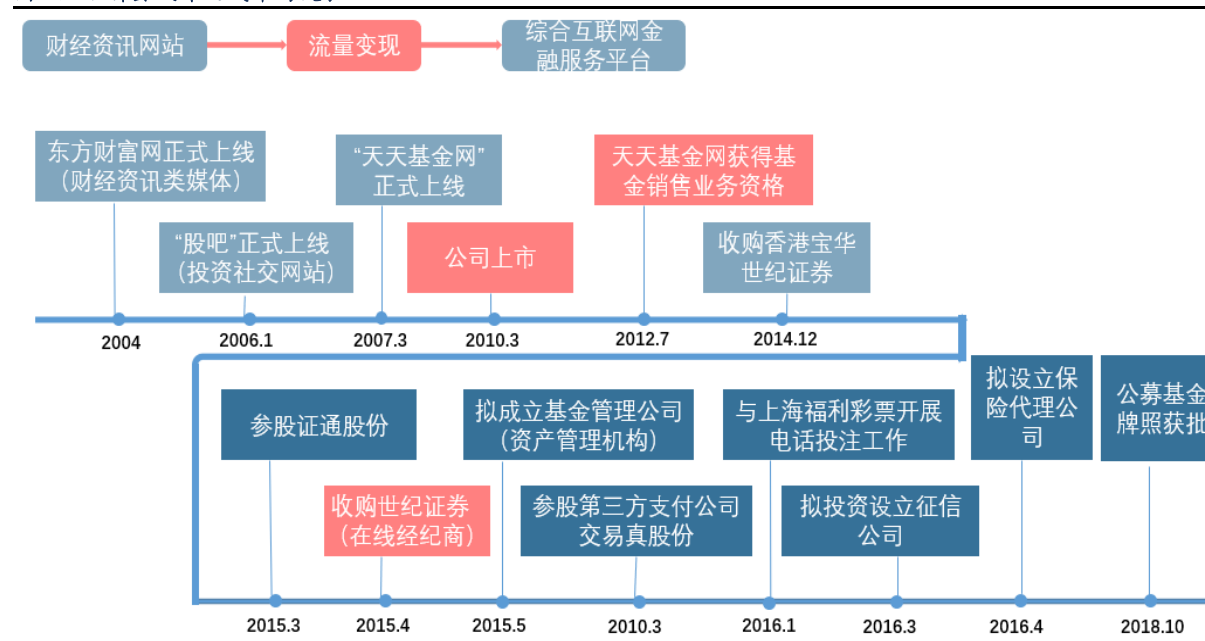 财经资讯网站
流量变现
综合互联网金
融服务平台
东方财富网正式上线
（财经资讯类媒体）
“天天基金网”
正式上线
天天基金网获得基
金销售业务资格
“股吧”正式上线
（投资社交网站）
公司上市
收购香港宝华
世纪证券
2004
2006.1
2007.3
2010.3
2012.7
2014.12
参股证通股份
拟成立基金管理公司
（资产管理机构）
与上海福利彩票开展
电话投注工作
拟设立保
险代理公
司
公募基金
牌照获批
收购世纪证券
（在线经纪商）
参股第三方支付公司
交易真股份
拟投资设立征信
公司
2015.3
2015.4
2015.5
2010.3
2016.1
2016.3
2016.4
2018.10